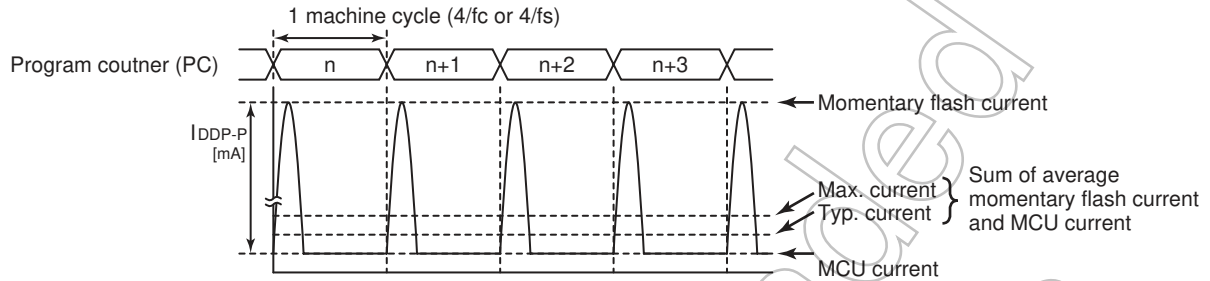 1 machine cycle (4/fc or 4/fs)
Program coutner (PC)
n
n+1
n+2
n+3
Momentary flash current
IDDP-P
[mA]
Max. current
Typ. current
Sum of average
momentary flash current
and MCU current
MCU current